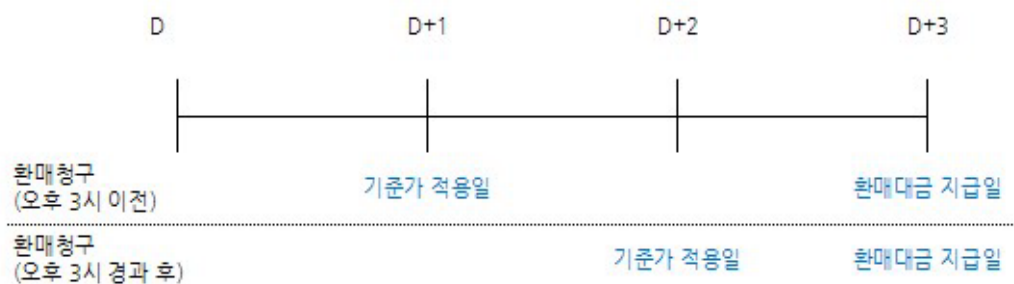 D D+1 D+2 D+3
환매청구
(오후 3시 이전)
기준가 적용일 환매대금 지급일
환매청구
(오후 3시 경과 후)
기준가 적용일 환매대금 지급일